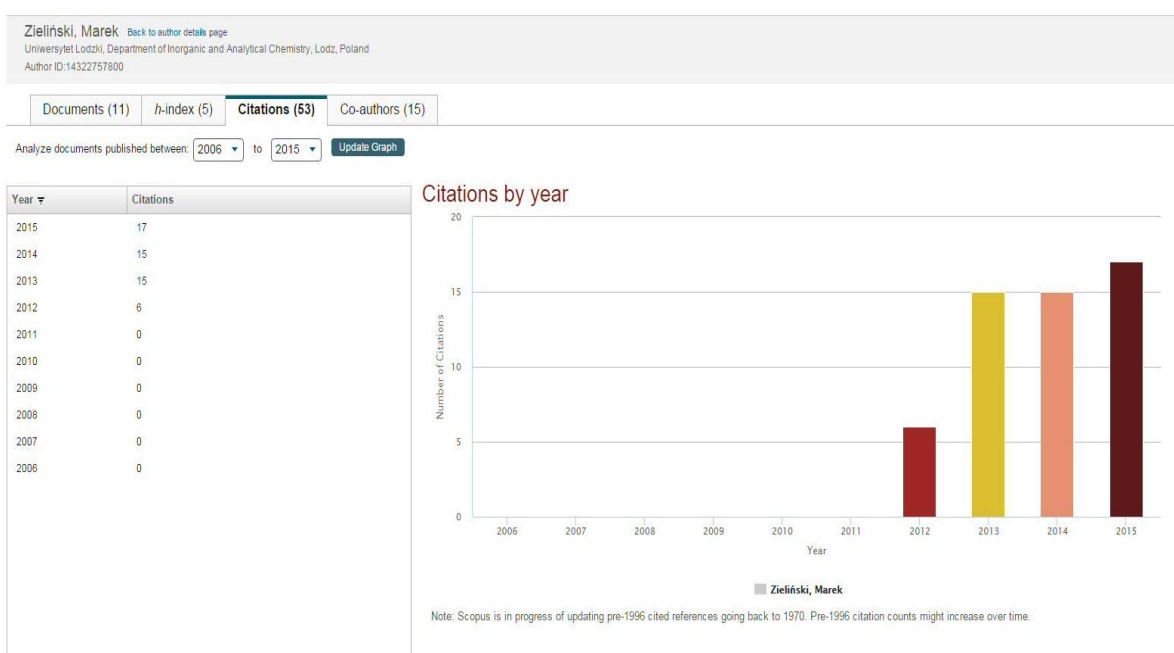 Zieliński, Marek Back to author details page
Uniwersytet Lodzki, Department of Inorganic and Analytical Chemistry, Lodz, Poland
Author ID:14322757800
Documents (11) h-index (5) Citations (53) Co-authors (15)
Analyze documents published between: 2006 to 2015 Update Graph
Year Citations
2015 17
2014 15
2013 15
2012 6
2011 0
2010 0
2009 0
2008 0
2007 0
2006 0
Citations by year
20
15
10
5
0
Number of Citations
2006 2007 2008 2009 2010 2011 2012 2013 2014 2015
Year
Zieliński, Marek
Note: Scopus is in progress of updating pre-1996 cited references going back to 1970. Pre-1996 citation counts might increase over time.